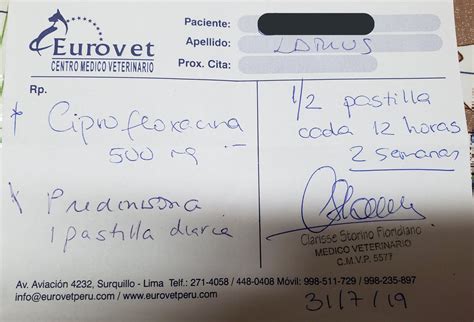 Eurovet
CENTRO MEDICO VETERINARIO
Paciente:
Apellido:
Prox. Cita:
Rp.
Ciprofloxacina
500 mg
Prednisona
1 pastilla diaria
1/2 pastilla
cada 12 horas
2 semanas
Clarisse Storino Floridiano
MEDICO VETERINARIO
C.M.V.P. 5577
Av. Aviación 4232, Surquillo - Lima Telf.: 271-4058 / 448-0408 Móvil: 998-511-729 / 998-235-897
info@eurovetperu.com / www.eurovetperu.com
31/7/19